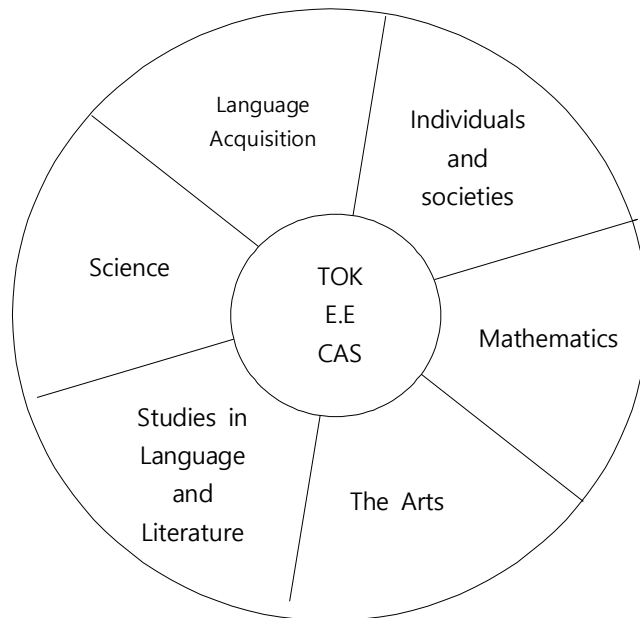 Language
Acquisition
Individuals
and
societies
Science
TOK
E.E
CAS
Mathematics
Studies in
Language
and
Literature
The Arts